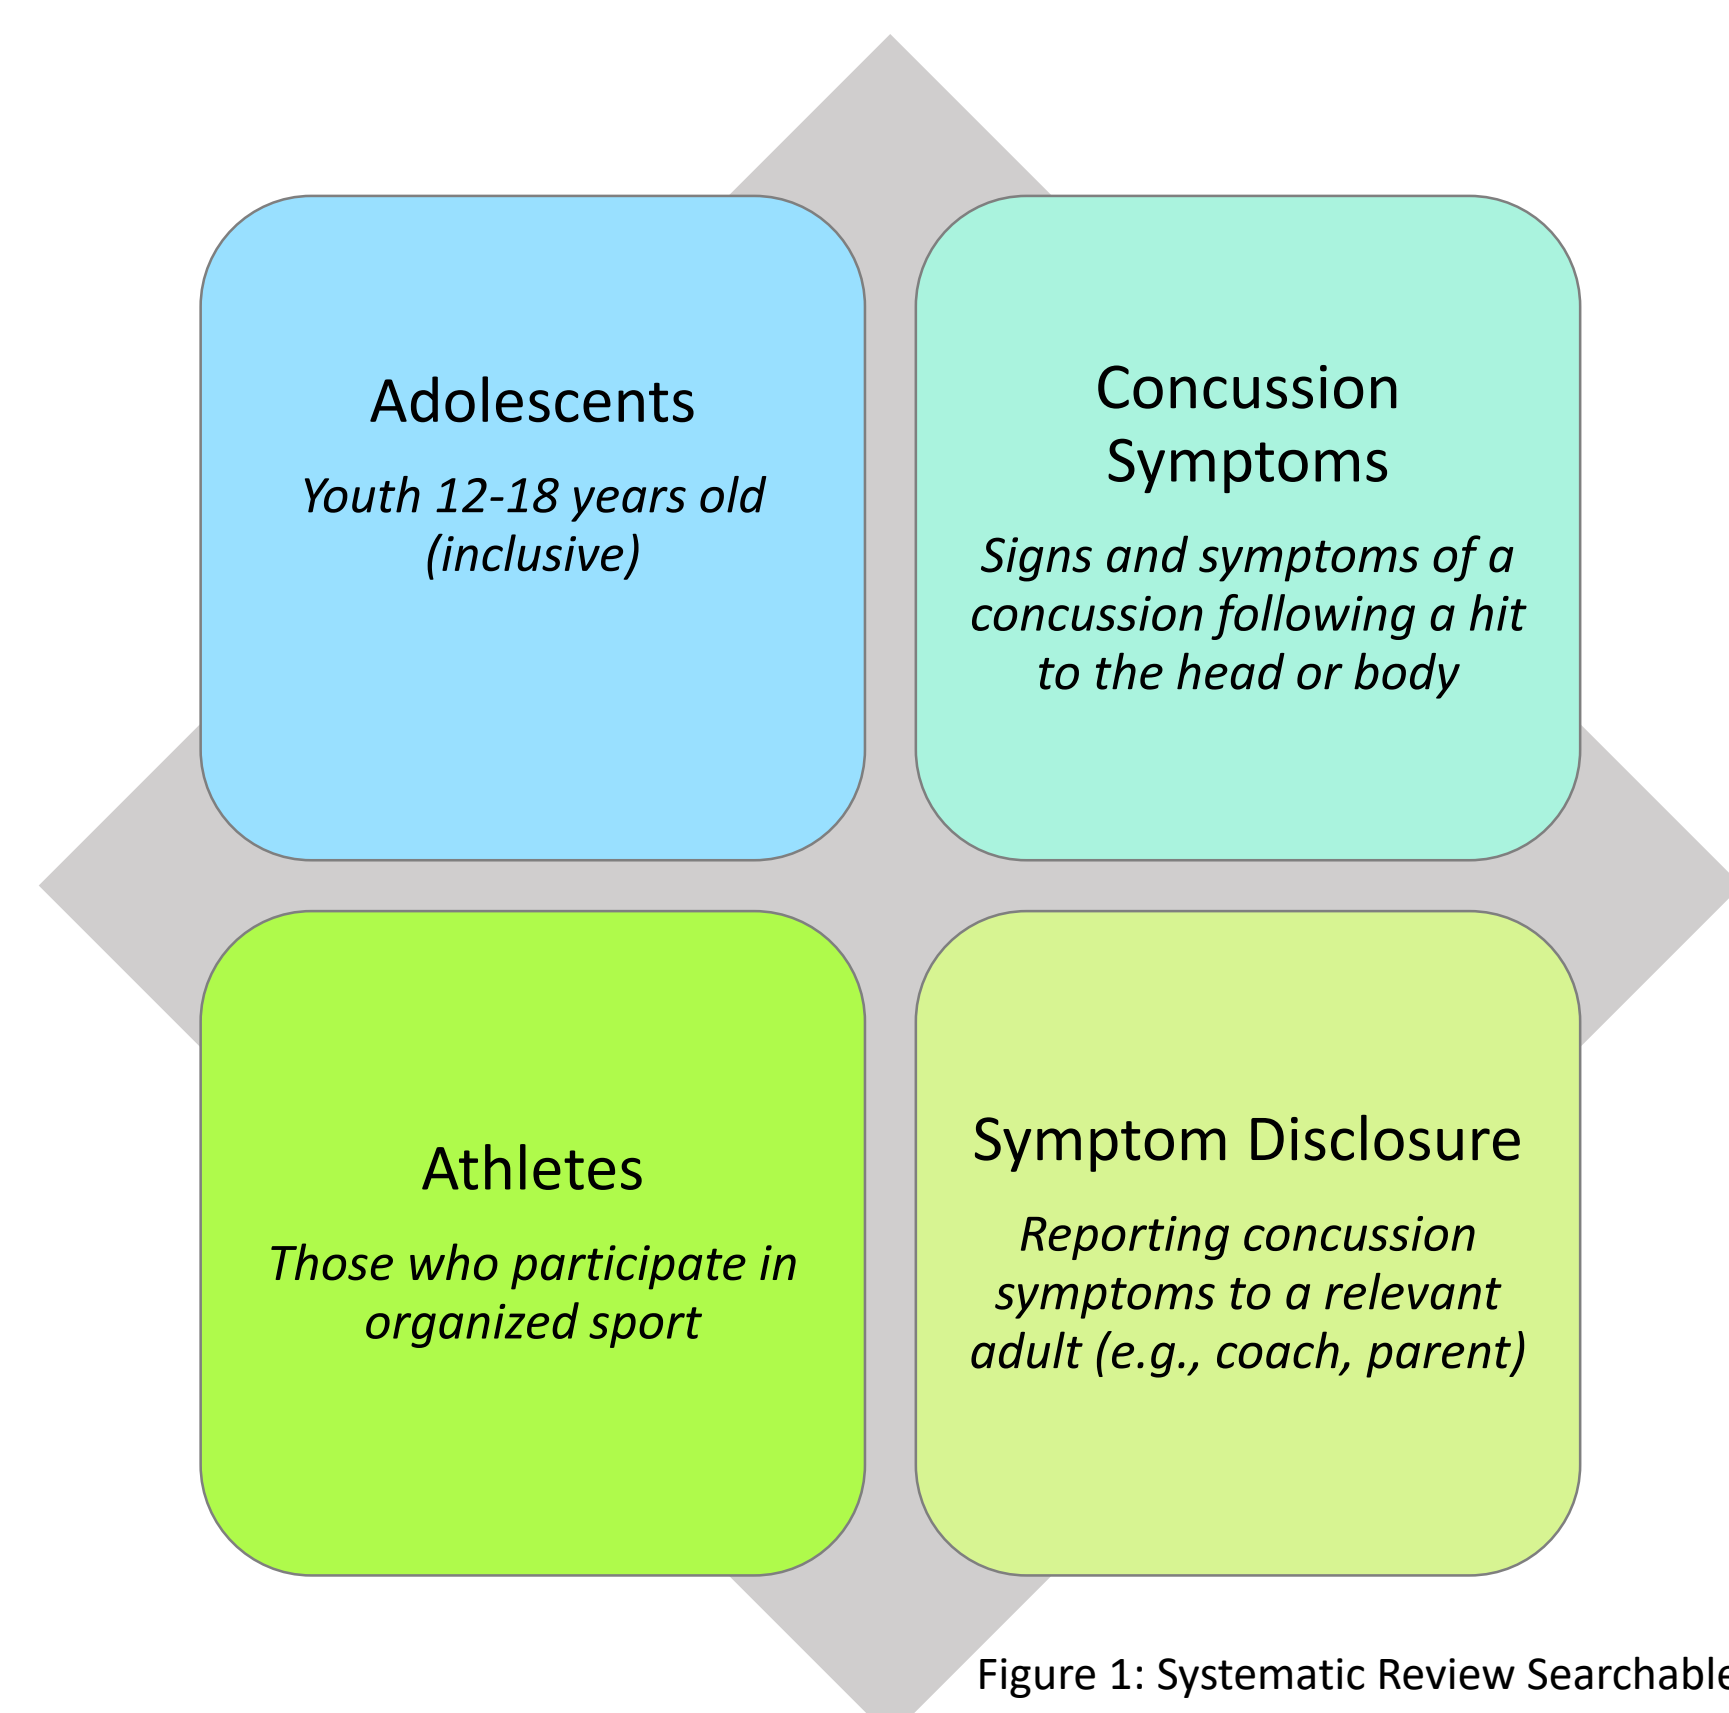 Adolescents
Youth 12-18 years old
(inclusive)
Concussion
Symptoms
Signs and symptoms of a
concussion following a hit
to the head or body
Athletes
Those who participate in
organized sport
Symptom Disclosure
Reporting concussion
symptoms to a relevant
adult (e.g., coach, parent)
Figure 1: Systematic Review Searchable